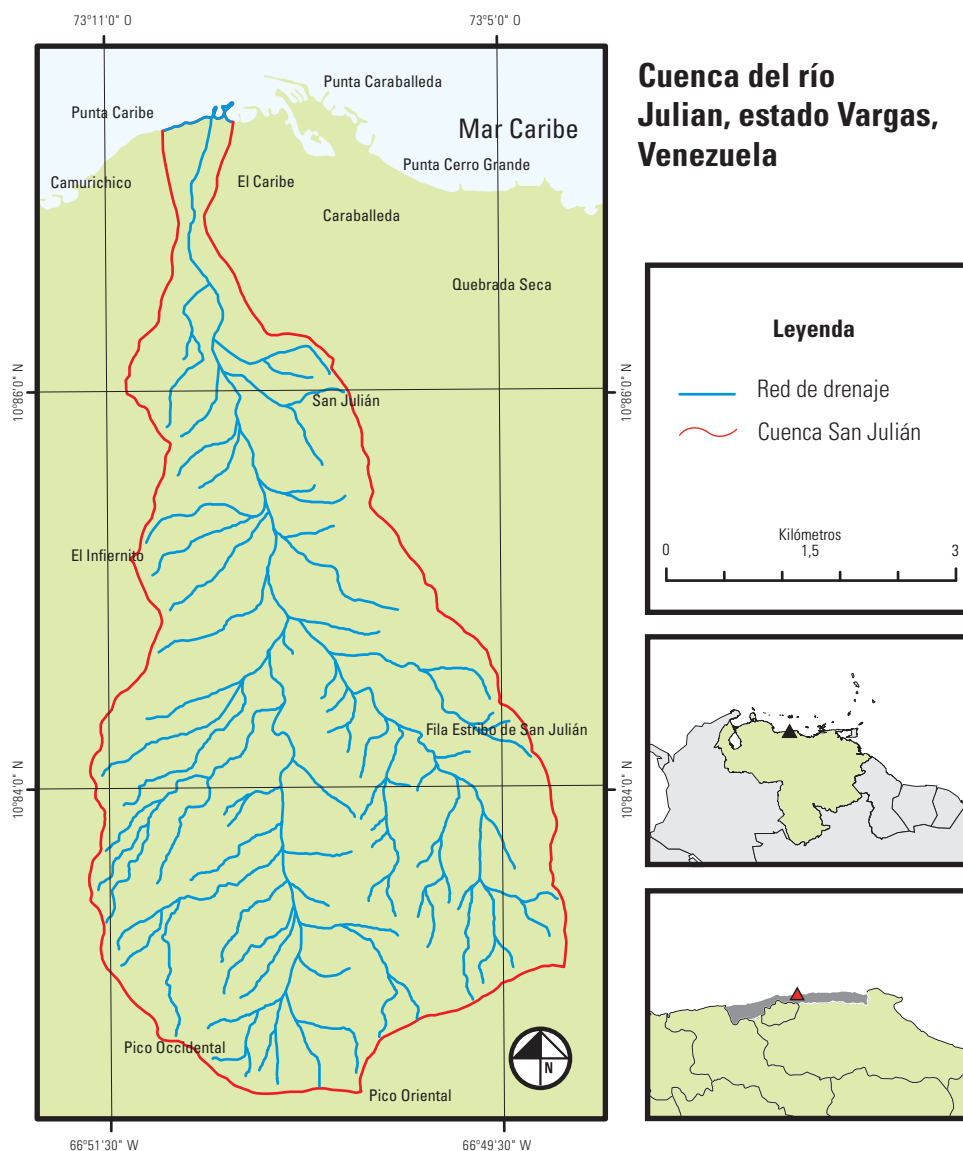 73°11'0" O
73°5'0" O
Punta Caraballeda
Punta Caribe
Mar Caribe
Punta Cerro Grande
Camurichico
El Caribe
Caraballeda
Quebrada Seca
10°86'0" N
10°86'0" N
San Julián
El Infiernito
Fila Estribo de San Julián
10°84'0" N
10°84'0" N
Pico Occidental
Pico Oriental
N
66°51'30" W
66°49'30" W
Cuenca del río
Julian, estado Vargas,
Venezuela
Leyenda
Red de drenaje
Cuenca San Julián
Kilómetros
0 1,5 3